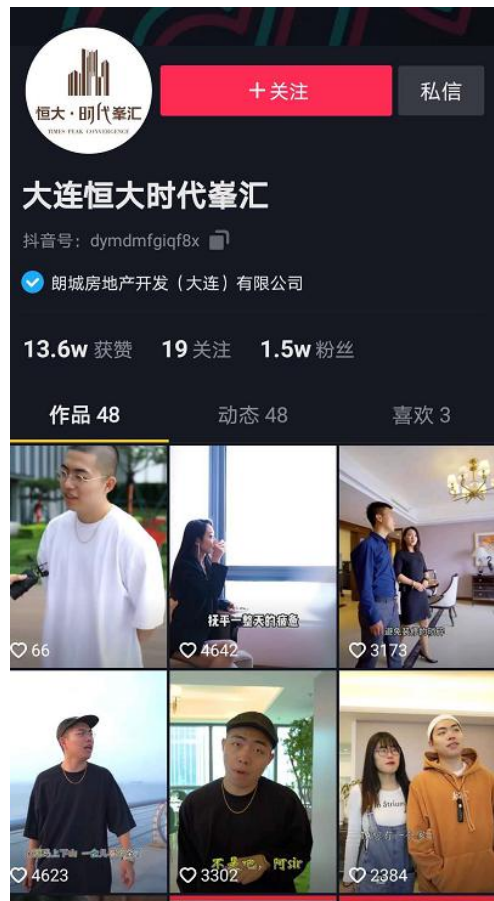 恒大·时代峯汇
TIMES PEAK CONVERGENCE
+关注
私信
大连恒大时代峯汇
抖音号：dymdmfgiqf8x
朗城房地产开发（大连）有限公司
13.6w 获赞 19 关注 1.5w 粉丝
作品 48 动态 48 喜欢 3
抚平一整天的疲惫
66 4642 3173
不是吧，阿sir
4623 3302 2384